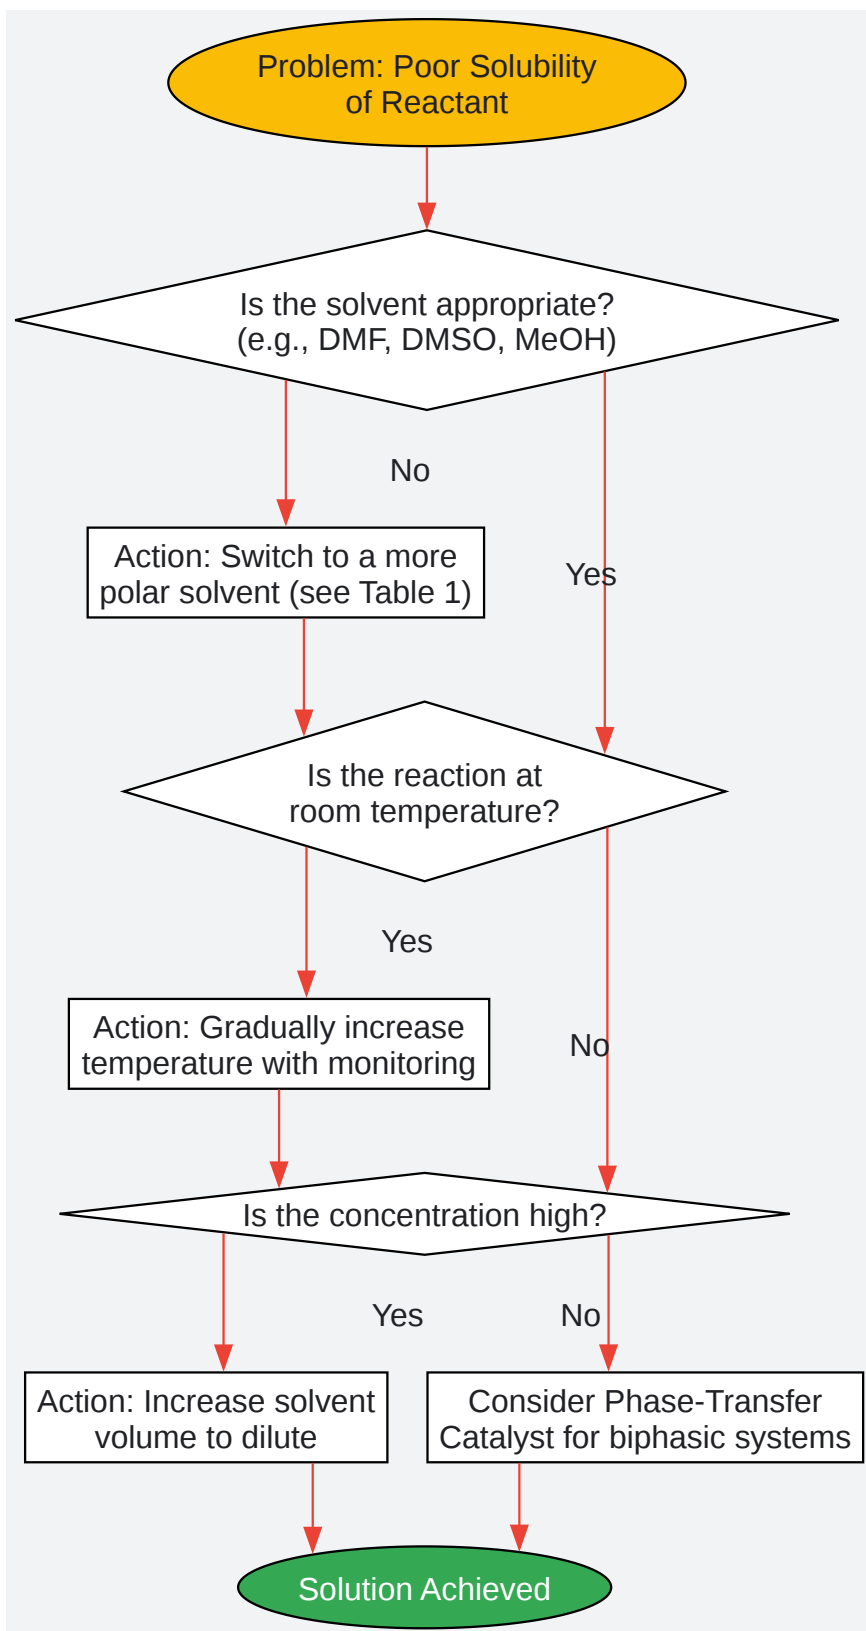 Problem: Poor Solubility
of Reactant
Is the solvent appropriate?
(e.g., DMF, DMSO, MeOH)
No
Action: Switch to a more
polar solvent (see Table 1)
Yes
Is the reaction at
room temperature?
Yes
Action: Gradually increase
temperature with monitoring
No
Is the concentration high?
Yes
No
Action: Increase solvent
volume to dilute
Consider Phase-Transfer
Catalyst for biphasic systems
Solution Achieved